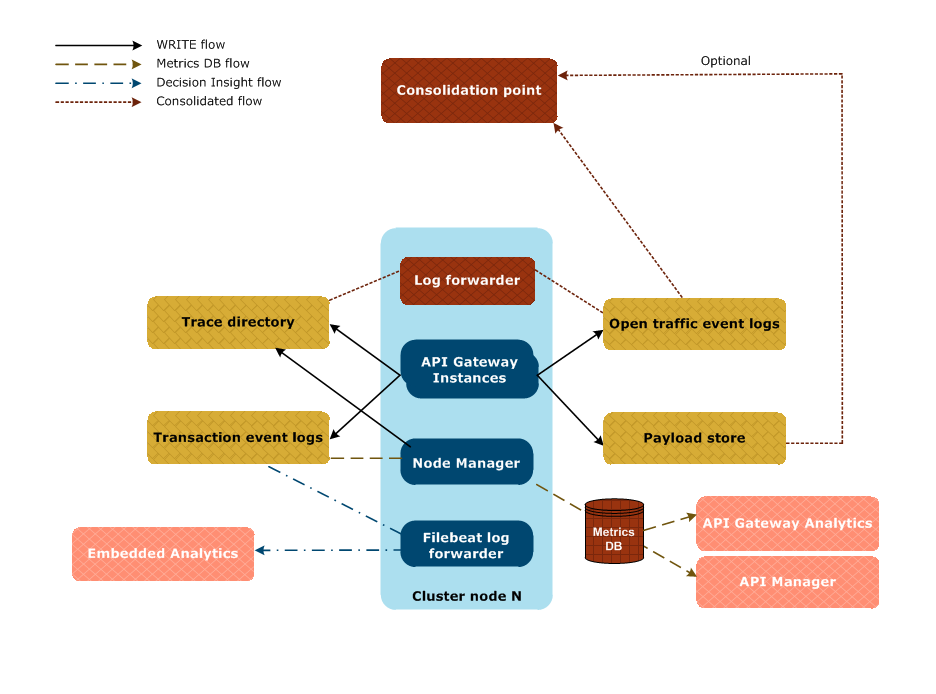 WRITE flow
Metrics DB flow
Decision Insight flow
Consolidated flow
Optional
Consolidation point
Log forwarder
Trace directory
Open traffic event logs
API Gateway
Instances
Transaction event logs
Payload store
Node Manager
Metrics
DB
API Gateway Analytics
Filebeat log
forwarder
Embedded Analytics
API Manager
Cluster node N